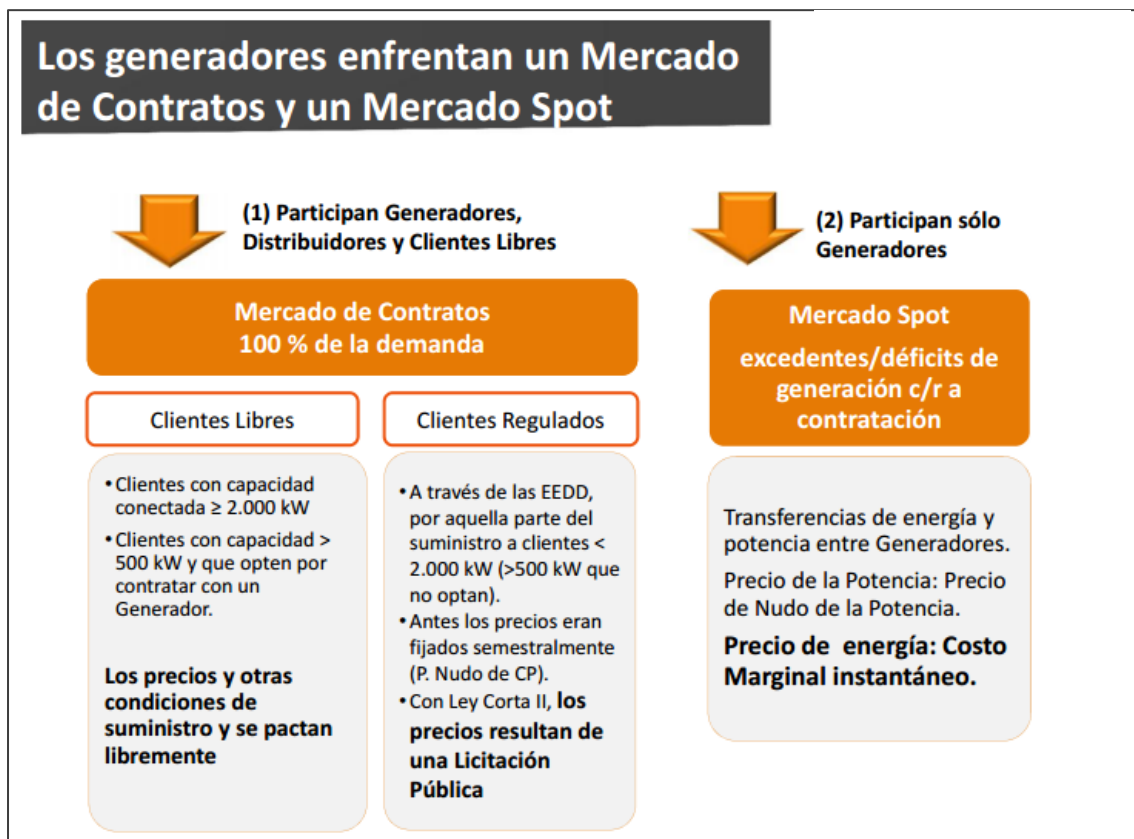 Los generadores enfrentan un Mercado
de Contratos y un Mercado Spot
(1) Participan Generadores,
Distribuidores y Clientes Libres
Mercado de Contratos
100 % de la demanda
Clientes Libres
• Clientes con capacidad
conectada ≥ 2.000 kW
• Clientes con capacidad >
500 kW y que opten por
contratar con un
Generador.
Los precios y otras
condiciones de
suministro y se pactan
libremente
Clientes Regulados
• A través de las EEDD,
por aquella parte del
suministro a clientes <
2.000 kW (>500 kW que
no optan).
• Antes los precios eran
fijados semestralmente
(P. Nudo de CP).
• Con Ley Corta II, los
precios resultan de
una Licitación
Pública
(2) Participan sólo
Generadores
Mercado Spot
excedentes/déficits de
generación c/r a
contratación
Transferencias de energía y
potencia entre Generadores.
Precio de la Potencia: Precio
de Nudo de la Potencia.
Precio de energía: Costo
Marginal instantáneo.